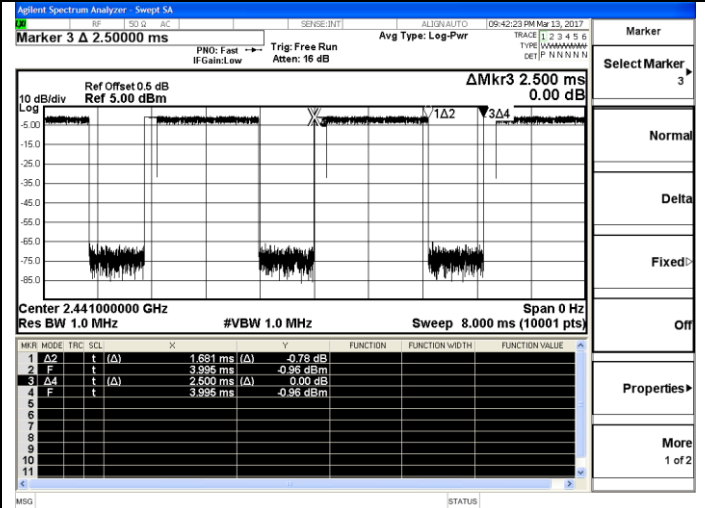 Agilent Spectrum Analyzer - Swept SA
RF 50 Ω AC SENSE:INT ALIGNAUTO 09:42:23 PM Mar 13, 2017
Marker 3 Δ 2.50000 ms
PNO: Fast
IFGain:Low
Trig: Free Run
Atten: 16 dB
Avg Type: Log-Pwr
TRACE 1 2 3 4 5 6
TYPE
DET P N N N N N
Ref Offset 0.5 dB
10 dB/div Ref 5.00 dBm
Log
ΔMkr3 2.500 ms
0.00 dB
1Δ2
3Δ4
-5.00
-15.0
-25.0
-35.0
-45.0
-55.0
-65.0
-75.0
-85.0
Center 2.441000000 GHz Span 0 Hz
Res BW 1.0 MHz #VBW 1.0 MHz Sweep 8.000 ms (10001 pts)
MKR MODE TRC SCL X Y FUNCTION FUNCTION WIDTH FUNCTION VALUE
1 Δ2 t (Δ) 1.681 ms (Δ) -0.78 dB
2 F t 3.995 ms -0.96 dBm
3 Δ4 t (Δ) 2.500 ms (Δ) 0.00 dB
4 F t 3.995 ms -0.96 dBm
5
6
7
8
9
10
11
MSG STATUS
Marker
Select Marker
3
Normal
Delta
Fixed
Off
Properties
More
1 of 2